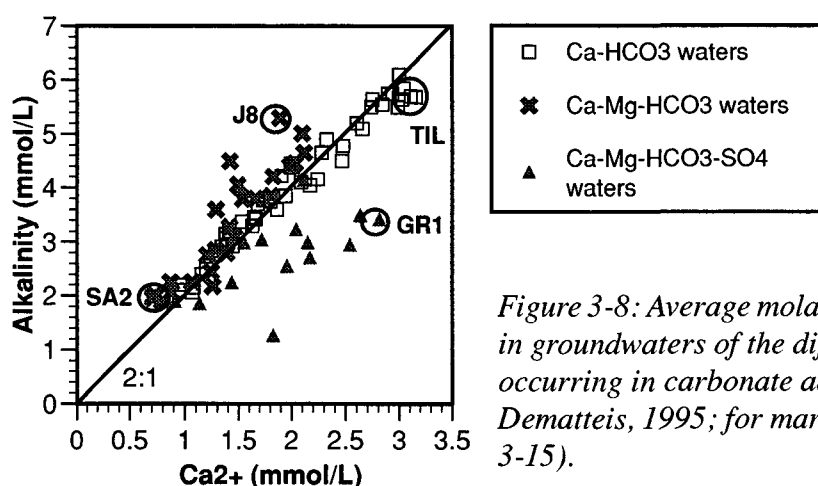 7
6
5
4
3
2
1
0
Alkalinity (mmol/L)
J8
TIL
GR1
SA2
2:1
0 0.5 1 1.5 2 2.5 3 3.5
Ca2+ (mmol/L)
Ca-HCO3 waters
Ca-Mg-HCO3 waters
Ca-Mg-HCO3-SO4
waters
Figure 3-8: Average mola
in groundwaters of the di
occurring in carbonate a
Dematteis, 1995; for mar
3-15).